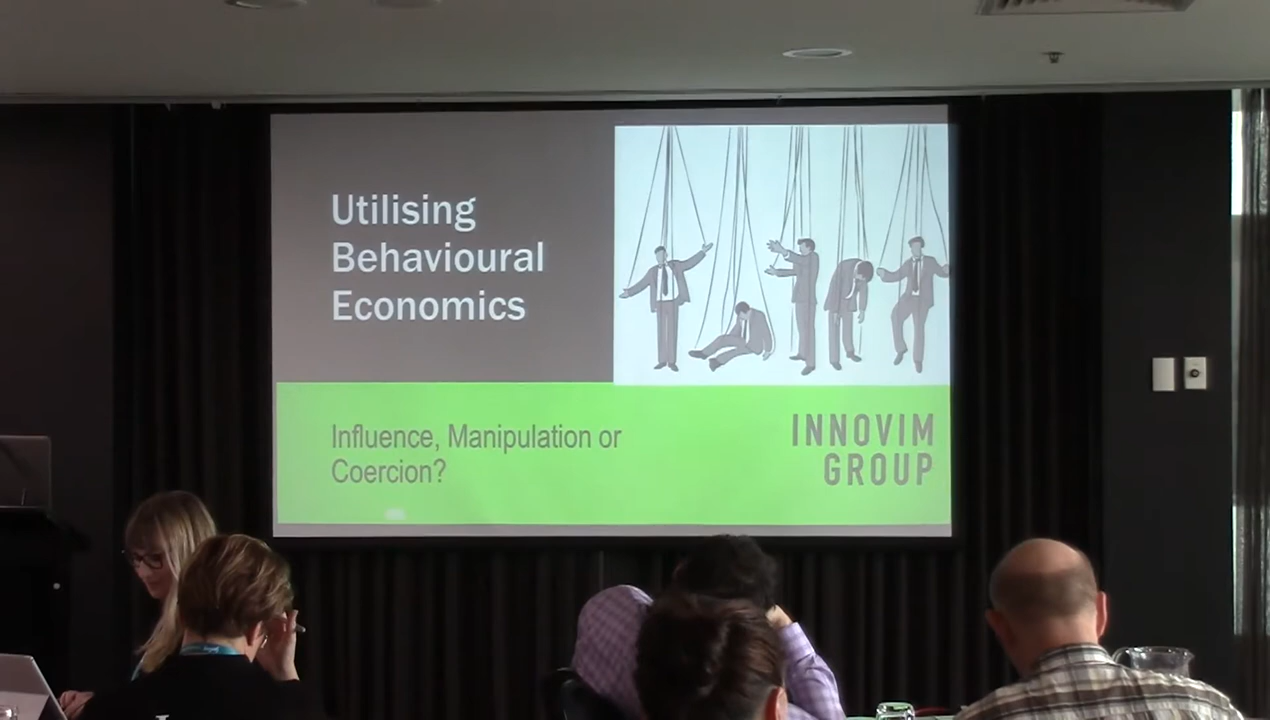 Utilising
Behavioural
Economics
Influence, Manipulation or
Coercion?
INNOVIM
GROUP